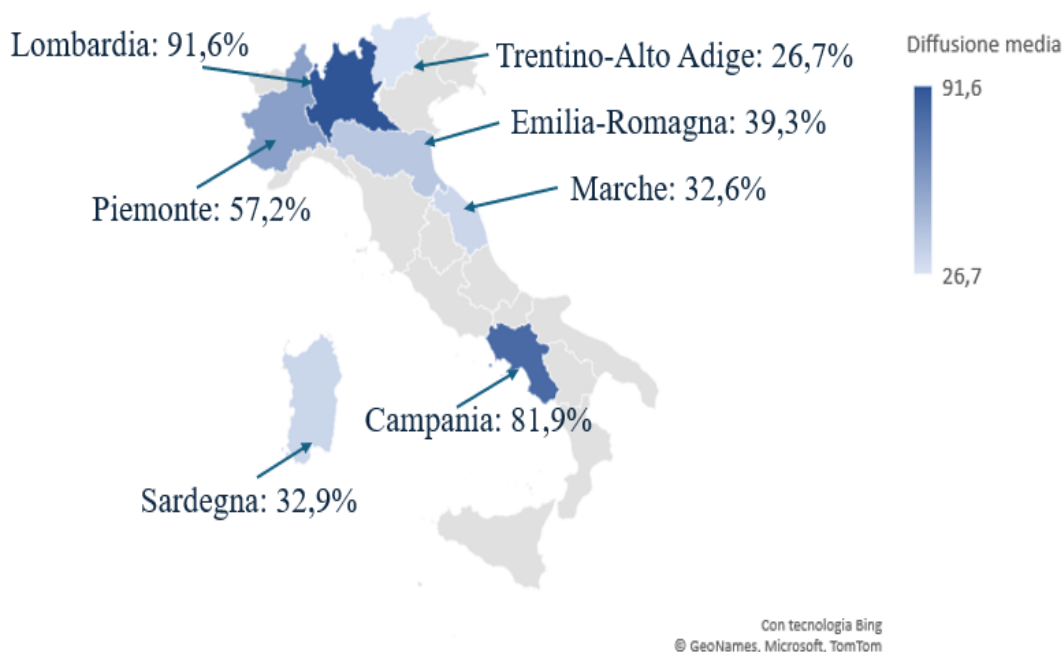 Lombardia: 91,6%
Trentino-Alto Adige: 26,7%
Emilia-Romagna: 39,3%
Marche: 32,6%
Piemonte: 57,2%
Campania: 81,9%
Sardegna: 32,9%
Diffusione media
91,6
26,7
Con tecnologia Bing
© GeoNames, Microsoft, TomTom